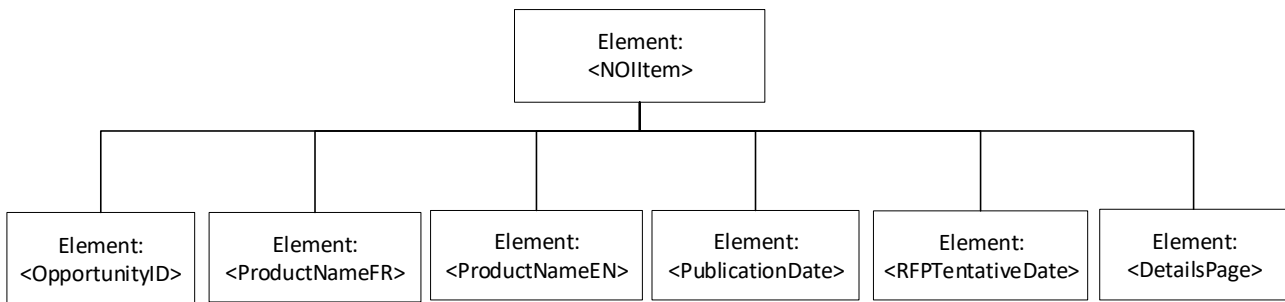 Element:
<NOIItem>
Element:
<OpportunityID>
Element:
<ProductNameFR>
Element:
<ProductNameEN>
Element:
<PublicationDate>
Element:
<RFPTentativeDate>
Element:
<DetailsPage>